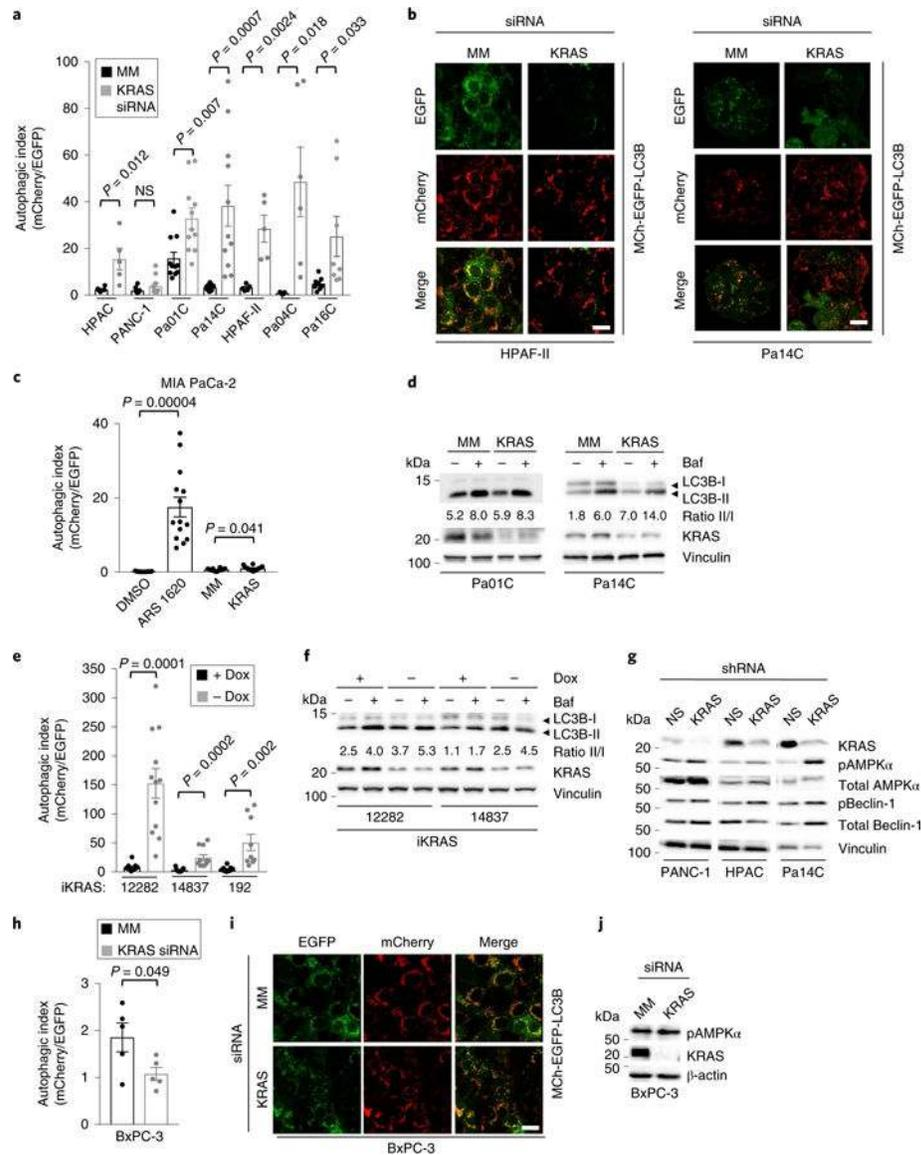 a
P = 0.0007
P = 0.0024
P = 0.018
P = 0.033
P = 0.007
P = 0.012
NS
MM
KRAS
siRNA
Autophagic index
(mCherry/EGFP)
100
80
60
40
20
0
HPAC
PANC-1
Pa01C
Pa14C
HPAF-II
Pa04C
Pa16C
b
siRNA
MM
KRAS
EGFP
mCherry
Merge
MCh-EGFP-LC3B
HPAF-II
siRNA
MM
KRAS
EGFP
mCherry
Merge
MCh-EGFP-LC3B
Pa14C
c
MIA PaCa-2
P = 0.00004
P = 0.041
Autophagic index
(mCherry/EGFP)
40
20
0
DMSO
ARS 1620
MM
KRAS
d
MM KRAS MM KRAS
kDa – + – + – + – + Baf
15
LC3B-I
LC3B-II
5.2 8.0 5.9 8.3 1.8 6.0 7.0 14.0 Ratio II/I
20
KRAS
100
Vinculin
Pa01C Pa14C
e
P = 0.0001
P = 0.0002
P = 0.002
+ Dox
– Dox
Autophagic index
(mCherry/EGFP)
350
300
250
200
150
100
50
0
iKRAS: 12282 14837 192
f
+ – + – Dox
kDa – + – + – + – + Baf
15
LC3B-I
LC3B-II
2.5 4.0 3.7 5.3 1.1 1.7 2.5 4.5 Ratio II/I
20
KRAS
100
Vinculin
12282 14837
iKRAS
g
shRNA
NS KRAS NS KRAS NS KRAS
kDa
20
KRAS
50
pAMPKα
50
Total AMPKα
50
pBeclin-1
50
Total Beclin-1
100
Vinculin
PANC-1 HPAC Pa14C
h
MM
KRAS siRNA
P = 0.049
Autophagic index
(mCherry/EGFP)
3
2
1
0
BxPC-3
i
EGFP mCherry Merge
siRNA
MM
KRAS
MCh-EGFP-LC3B
BxPC-3
j
siRNA
MM KRAS
kDa
50
pAMPKα
20
KRAS
50
β-actin
BxPC-3